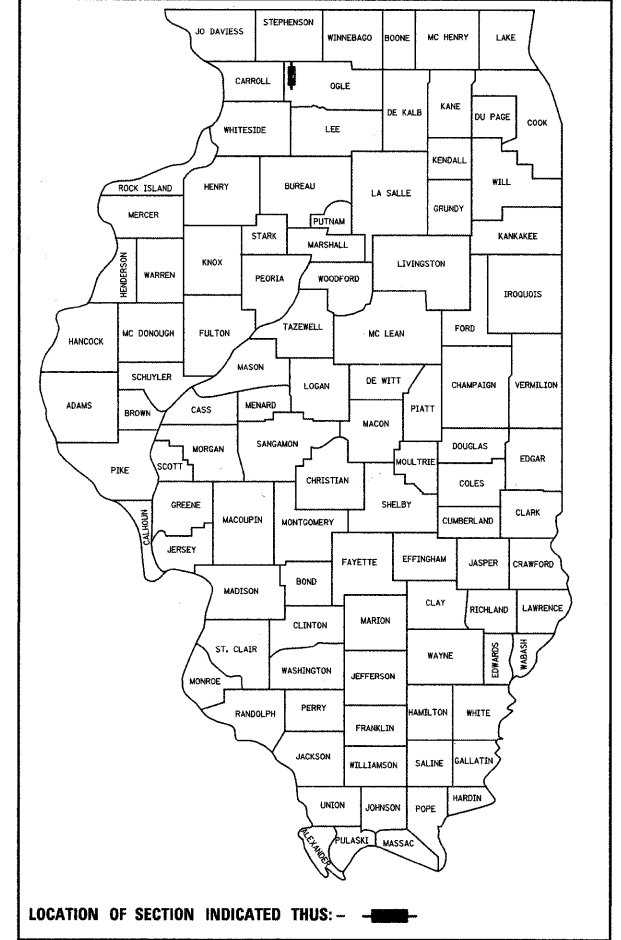 JO DAVIESS
STEPHENSON
WINNEBAGO
BOONE
MC HENRY
LAKE
CARROLL
OGLE
DE KALB
KANE
DU PAGE
COOK
WHITESIDE
LEE
KENDALL
WILL
ROCK ISLAND
HENRY
BUREAU
LA SALLE
GRUNDY
MERCER
PUTNAM
STARK
MARSHALL
KANKAKEE
HENDERSON
WARREN
KNOX
PEORIA
WOODFORD
LIVINGSTON
IROQUOIS
HANCOCK
MC DONOUGH
FULTON
TAZEWELL
MC LEAN
FORD
SCHUYLER
MASON
LOGAN
DE WITT
CHAMPAIGN
VERMILION
ADAMS
BROWN
CASS
MENARD
MACON
PIATT
PIKE
SCOTT
MORGAN
SANGAMON
MOULTRIE
DOUGLAS
EDGAR
CHRISTIAN
COLES
CALHOUN
GREENE
MACOUPIN
MONTGOMERY
SHELBY
CUMBERLAND
CLARK
JERSEY
FAYETTE
EFFINGHAM
JASPER
CRAWFORD
MADISON
BOND
CLAY
RICHLAND
LAWRENCE
CLINTON
MARION
ST. CLAIR
WAYNE
EDWARDS
WABASH
MONROE
WASHINGTON
JEFFERSON
RANDOLPH
PERRY
HAMILTON
WHITE
FRANKLIN
JACKSON
WILLIAMSON
SALINE
GALLATIN
UNION
JOHNSON
POPE
HARDIN
ALEXANDER
PULASKI
MASSAC
LOCATION OF SECTION INDICATED THUS: -